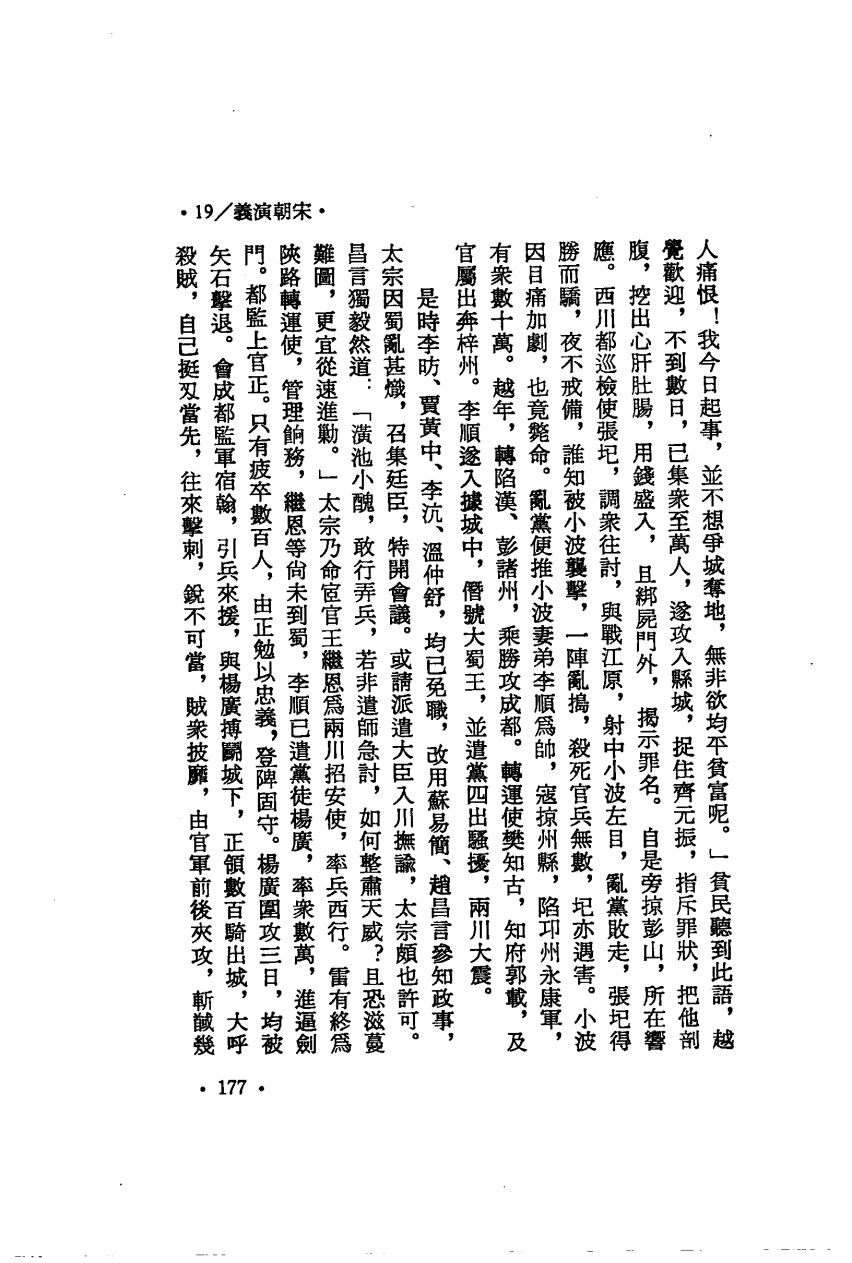 •19/義演朝宋•
人痛恨！我今日起事，並不想爭城奪地，無非欲均平貧富呢。」貧民聽到此語，越
覺歡迎，不到數日，已集衆至萬人，遂攻入縣城，捉住齊元振，指斥罪狀，把他剖
腹，挖出心肝肚腸，用錢盛入，且綁屍門外，揭示罪名。自是旁掠彭山，所在響
應。西川都巡檢使張玘，調衆往討，與戰江原，射中小波左目，亂黨敗走，張玘得
勝而驕，夜不戒備，誰知被小波襲擊，一陣亂搗，殺死官兵無數，玘亦遇害。小波
因目痛加劇，也竟斃命。亂黨便推小波妻弟李順爲帥，寇掠州縣，陷邛州永康軍，
有衆數十萬。越年，轉陷漢、彭諸州，乘勝攻成都。轉運使樊知古，知府郭載，及
官屬出奔梓州。李順遂入據城中，僭號大蜀王，並遣黨四出騷擾，兩川大震。
是時李昉、賈黃中、李沆、溫仲舒，均已免職，改用蘇易簡、趙昌言參知政事，
太宗因蜀亂甚熾，召集廷臣，特開會議。或請派遣大臣入川撫諭，太宗頗也許可。
昌言獨毅然道：「潢池小醜，敢行弄兵，若非遣師急討，如何整肅天威？且恐滋蔓
難圖，更宜從速進勦。」太宗乃命宦官王繼恩爲兩川招安使，率兵西行。雷有終爲
陝路轉運使，管理餉務，繼恩等尙未到蜀，李順已遣黨徒楊廣，率衆數萬，進逼劍
門。都監上官正。只有疲卒數百人，由正勉以忠義，登陴固守。楊廣圍攻三日，均被
矢石擊退。會成都監軍宿翰，引兵來援，與楊廣搏鬭城下，正領數百騎出城，大呼
殺賊，自己挺刄當先，往來擊刺，銳不可當，賊衆披靡，由官軍前後夾攻，斬馘幾
•177•